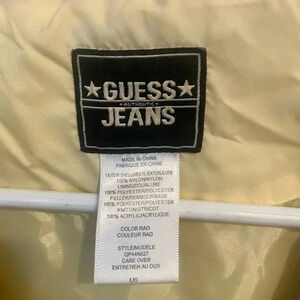 ★GUESS★
AUTHENTIC
JEANS
MADE IN CHINA
FABRIQUE EN CHINE
OUTER SHELL/VESTE EXTERIEURE
100% NYLON/NYLON
LINING/DOUBLURE
100% POLYESTER/POLYESTER
FILLER/REMBOURRAGE
100% POLYESTER/POLYESTER
KNITTING/TRICOT
100% ACRYLIC/ACRYLIQUE
COLOR RAO
COULEUR RAO
STYLE/MODELE
QP44N527
CARE OVER
ENTRETIEN AU DOS